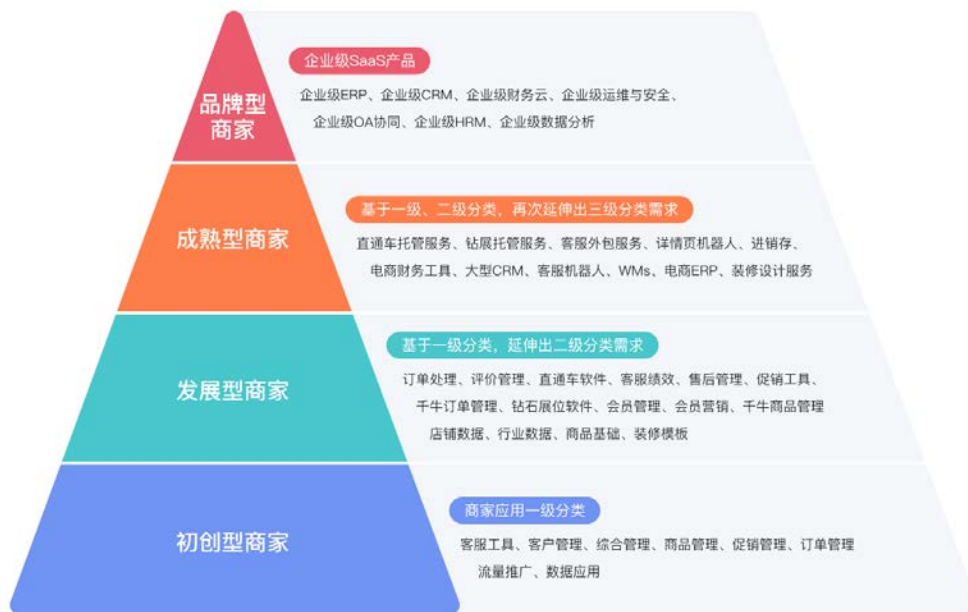 企业级SaaS产品
品牌型
商家
企业级ERP、企业级CRM、企业级财务云、企业级运维与安全、
企业级OA协同、企业级HRM、企业级数据分析
成熟型商家
基于一级、二级分类，再次延伸出三级分类需求
直通车托管服务、钻展托管服务、客服外包服务、详情页机器人、进销存、
电商财务工具、大型CRM、客服机器人、WMs、电商ERP、装修设计服务
发展型商家
基于一级分类，延伸出二级分类需求
订单处理、评价管理、直通车软件、客服绩效、售后管理、促销工具、
千牛订单管理、钻石展位软件、会员管理、会员营销、千牛商品管理
店铺数据、行业数据、商品基础、装修模板
初创型商家
商家应用一级分类
客服工具、客户管理、综合管理、商品管理、促销管理、订单管理
流量推广、数据应用